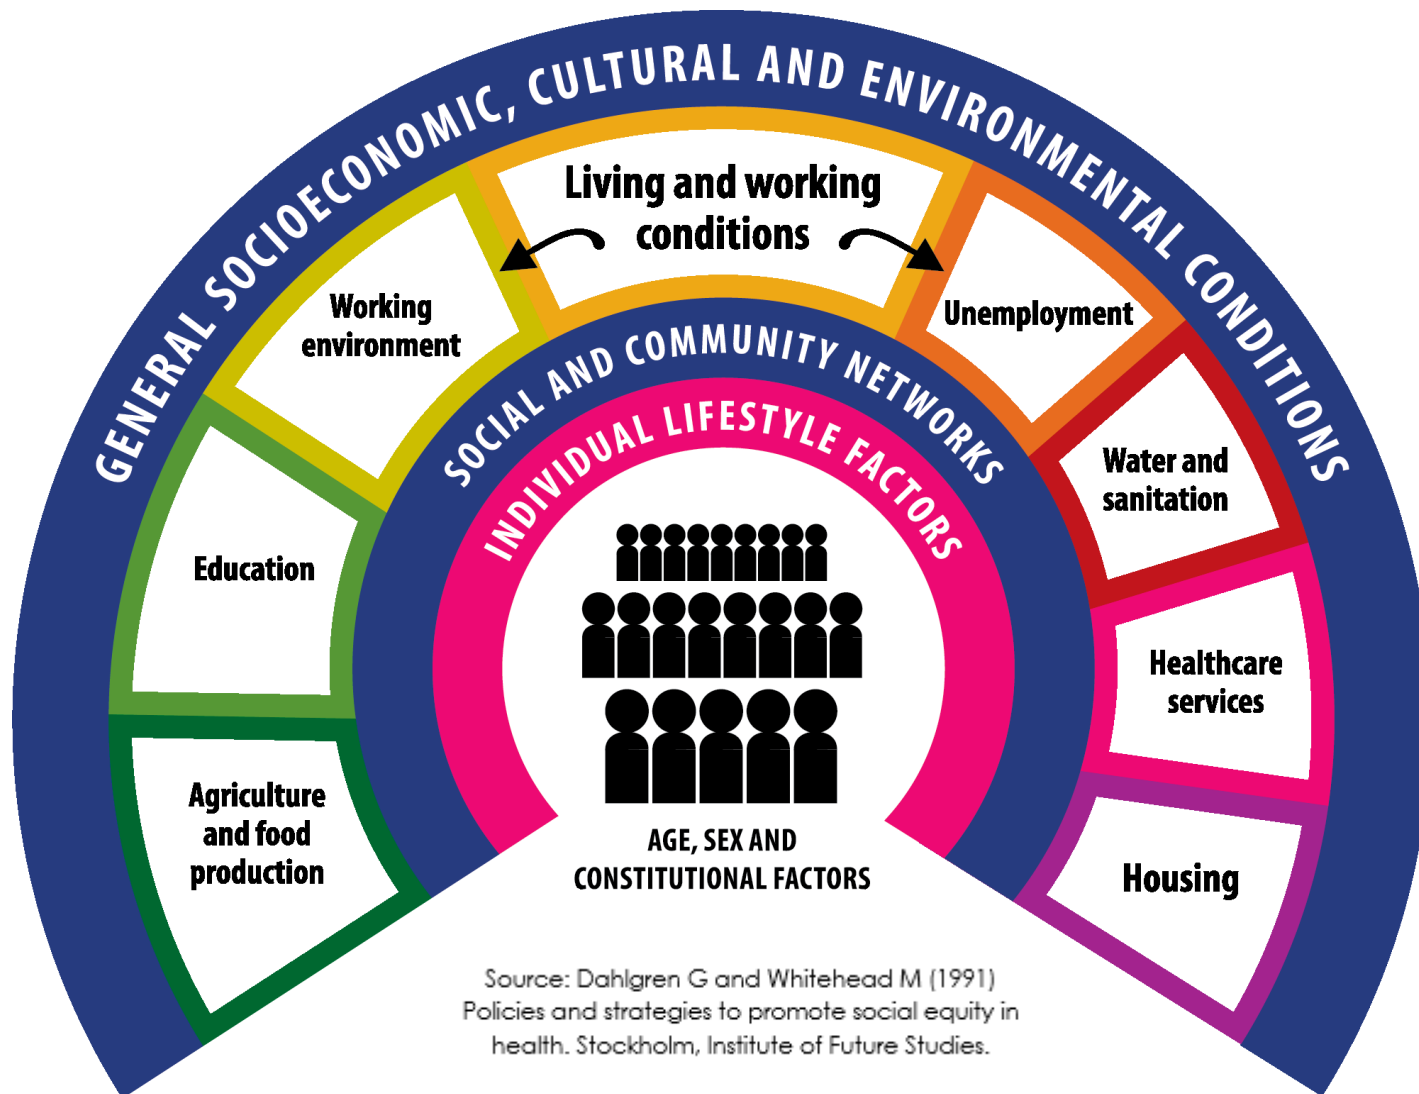 GENERAL SOCIOECONOMIC, CULTURAL AND ENVIRONMENTAL CONDITIONS
Living and working
conditions
Working
environment
Unemployment
Education
Water and
sanitation
Agriculture
and food
production
Healthcare
services
Housing
SOCIAL AND COMMUNITY NETWORKS
INDIVIDUAL LIFESTYLE FACTORS
AGE, SEX AND
CONSTITUTIONAL FACTORS
Source: Dahlgren G and Whitehead M (1991)
Policies and strategies to promote social equity in
health. Stockholm, Institute of Future Studies.